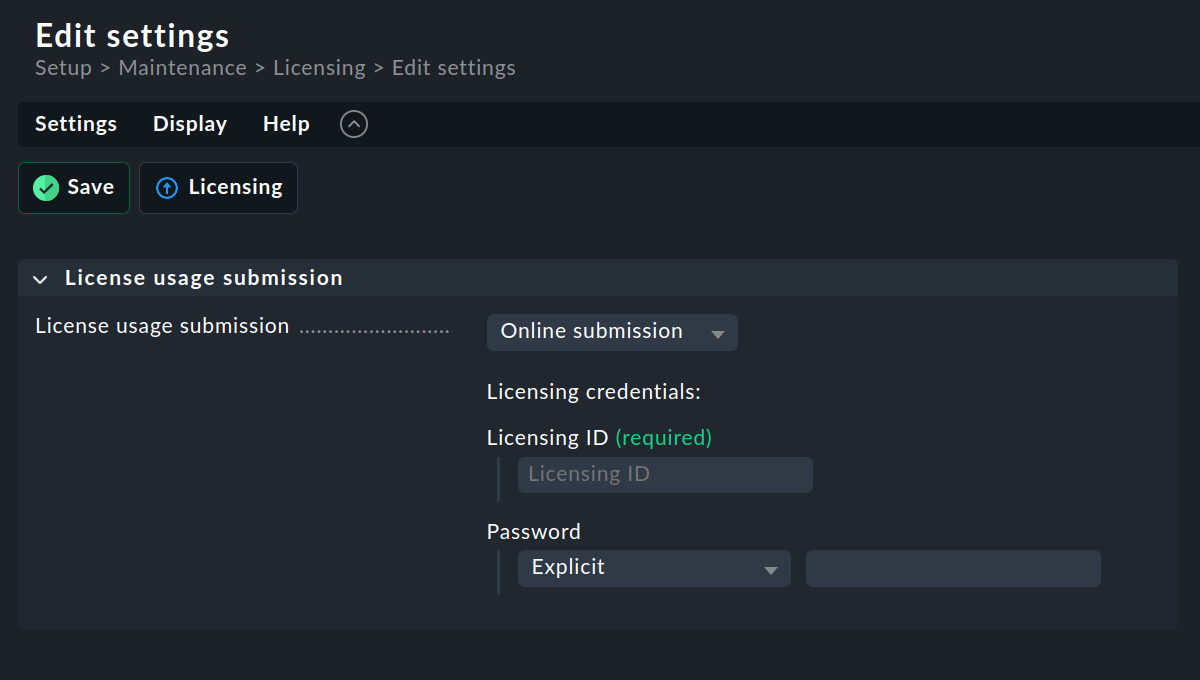 Edit settings
Setup > Maintenance > Licensing > Edit settings
Settings Display Help
Save Licensing
License usage submission
License usage submission Online submission
Licensing credentials:
Licensing ID (required)
Licensing ID
Password
Explicit